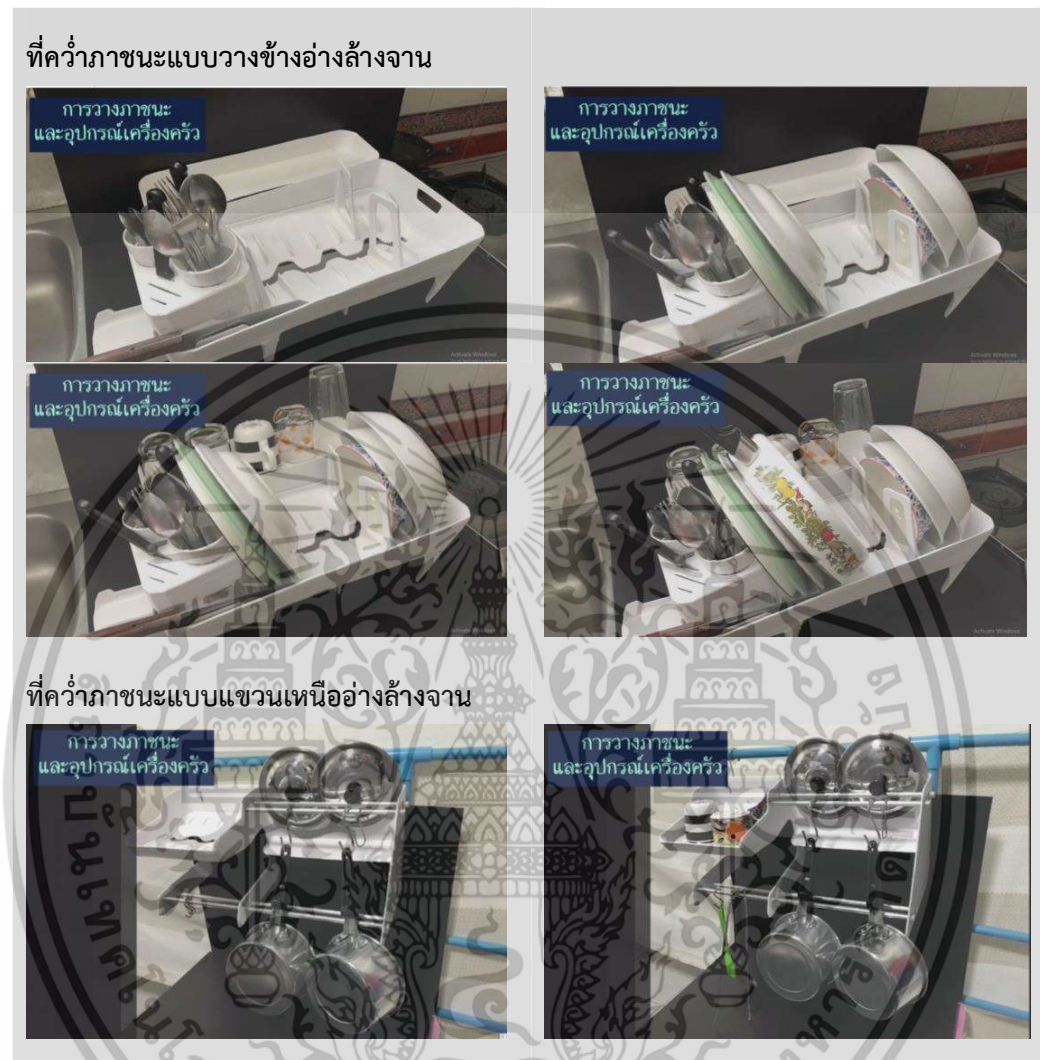 ที่คว่ำภาชนะแบบวางข้างอ่างล้างจาน
การวางภาชนะ
และอุปกรณ์เครื่องครัว
การวางภาชนะ
และอุปกรณ์เครื่องครัว
Activate Windows
Activate Windows
การวางภาชนะ
และอุปกรณ์เครื่องครัว
การวางภาชนะ
และอุปกรณ์เครื่องครัว
Activate Windows
Activate Windows
ที่คว่ำภาชนะแบบแขวนเหนืออ่างล้างจาน
การวางภาชนะ
และอุปกรณ์เครื่องครัว
การวางภาชนะ
และอุปกรณ์เครื่องครัว